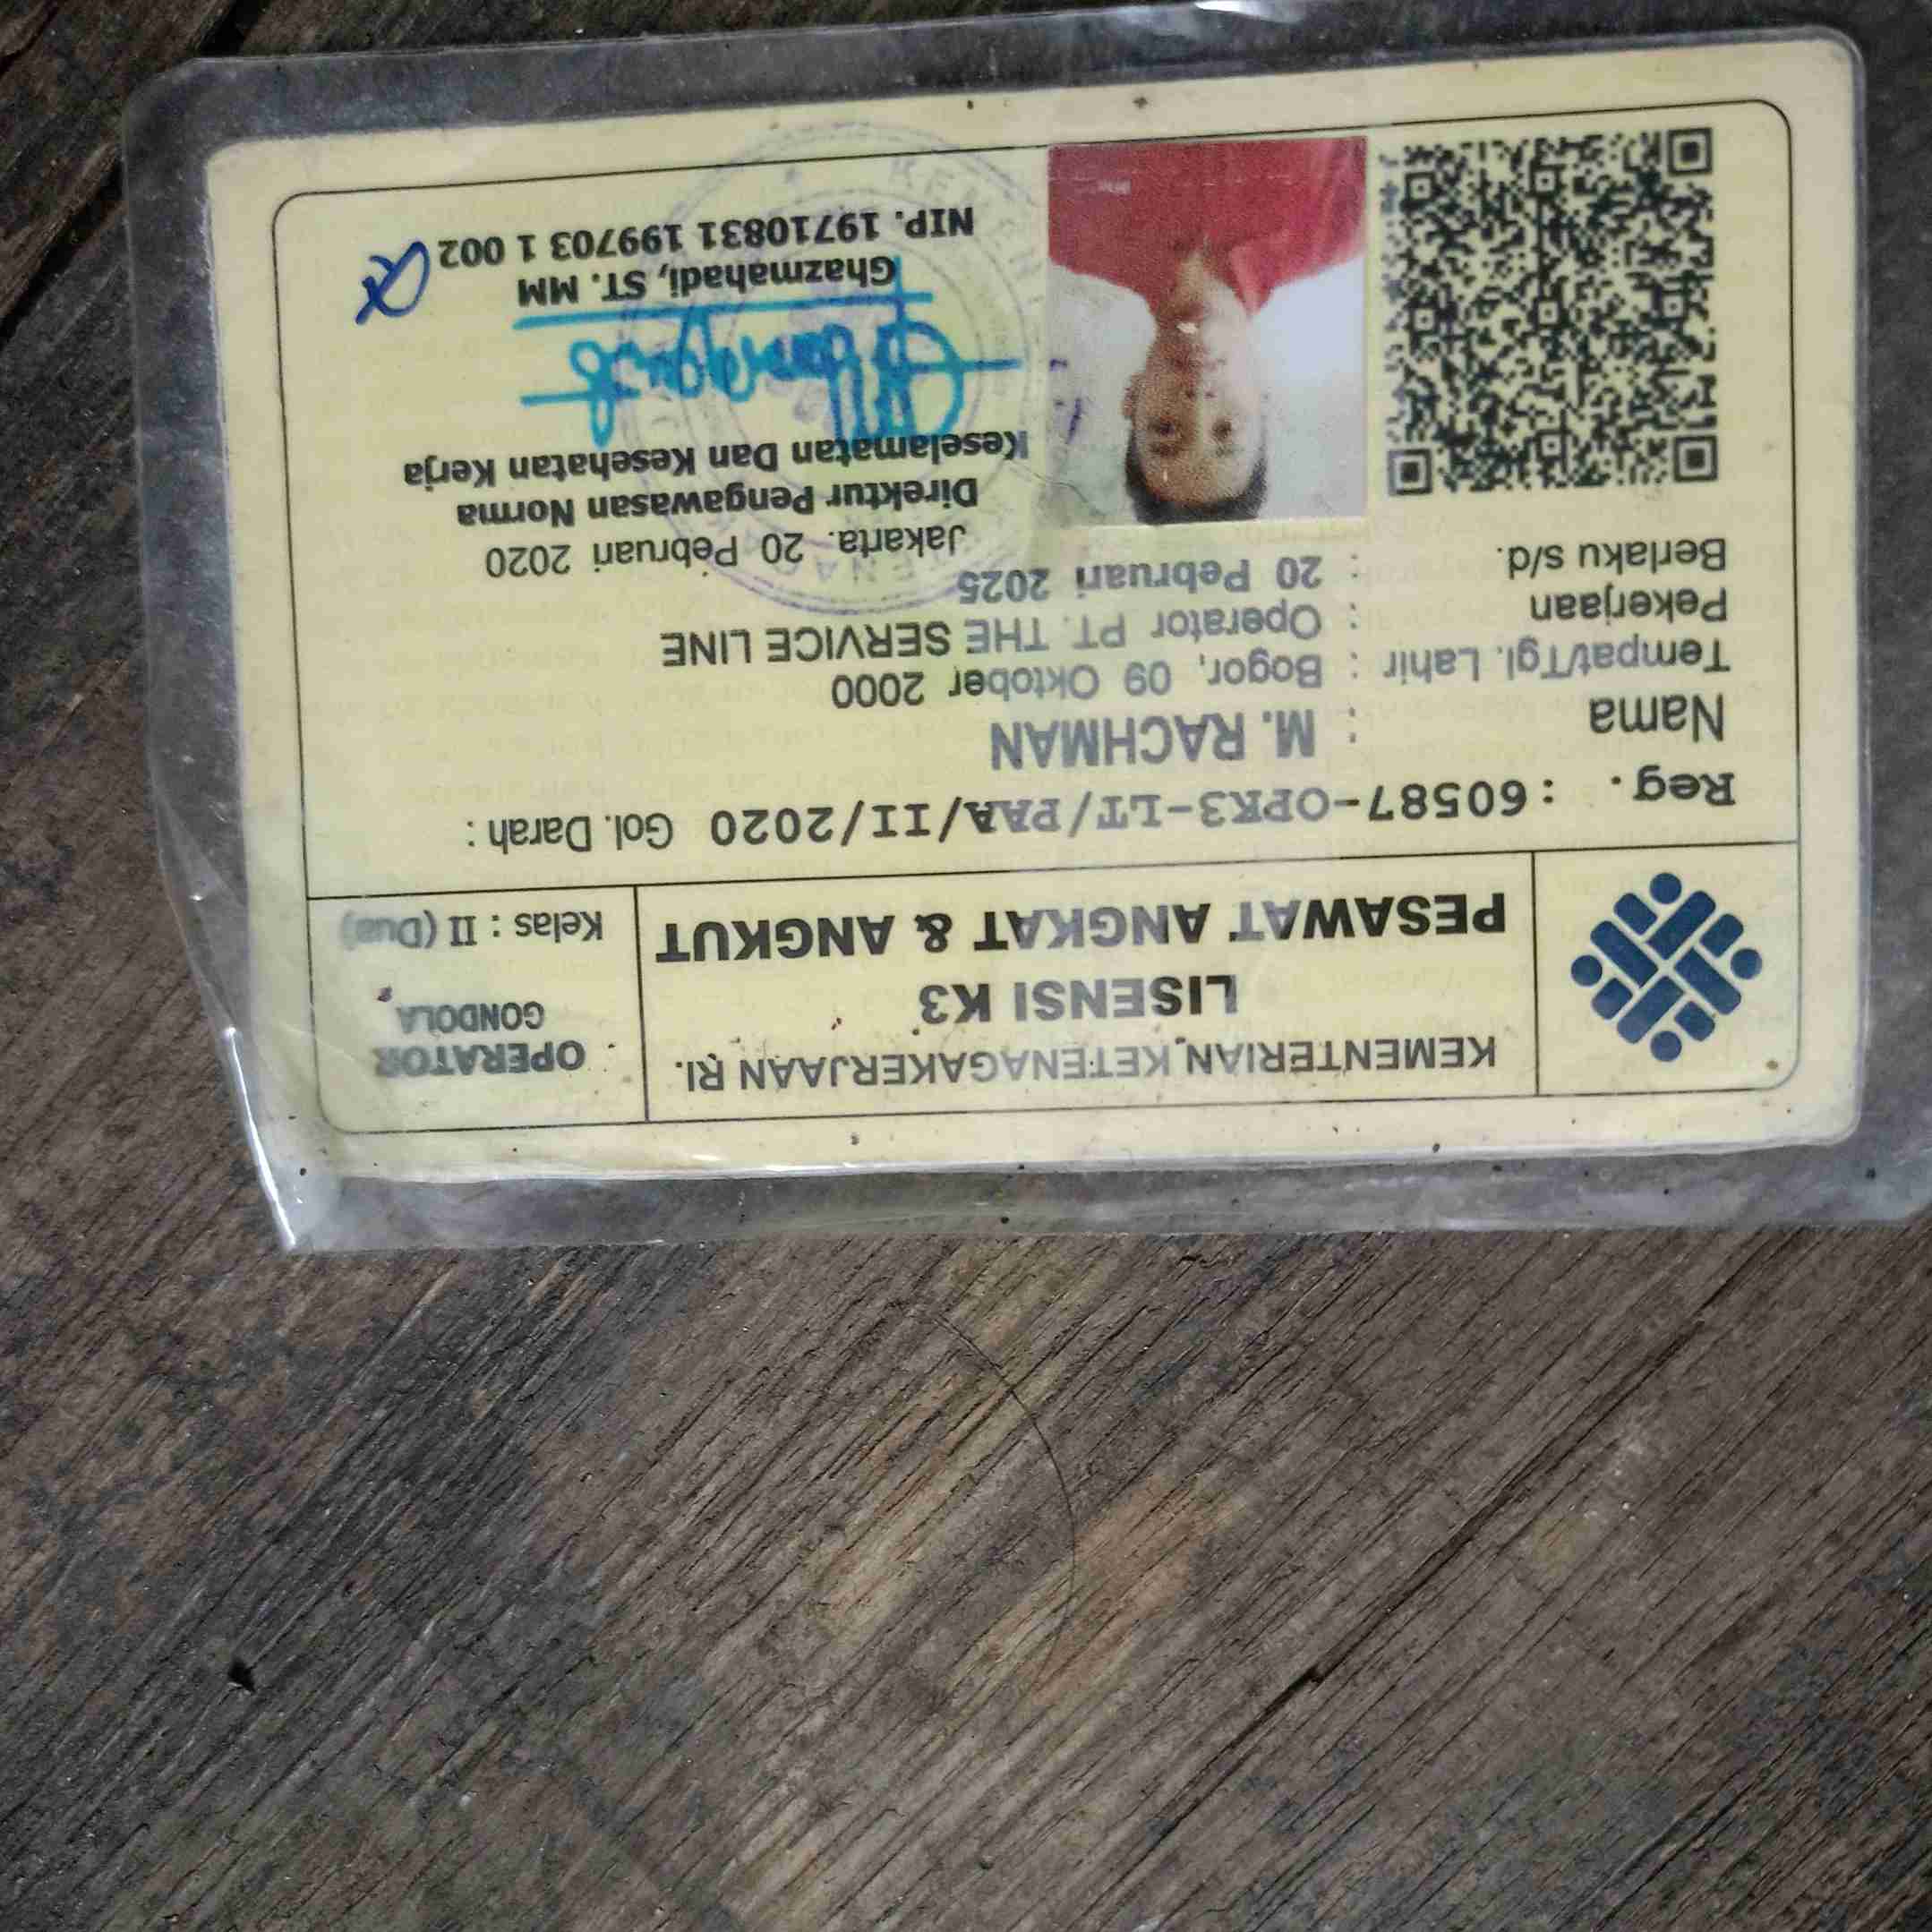 KEMENTERIAN KETENAGAKERJAAN RI.
LISENSI K3
PESAWAT ANGKAT & ANGKUT
OPERATOR
GONDOLA
Kelas : II (Dua)
Reg. : 60587-OPK3-LT/PAA/II/2020 Gol. Darah :
Nama : M. RACHMAN
Tempat/Tgl. Lahir : Bogor, 09 Oktober 2000
Pekerjaan : Operator PT. THE SERVICE LINE
Berlaku s/d. : 20 Pebruari 2025
Jakarta. 20 Pebruari 2020
Direktur Pengawasan Norma
Keselamatan Dan Kesehatan Kerja
Ghazmahadi, ST. MM
NIP. 19710831 199703 1 002